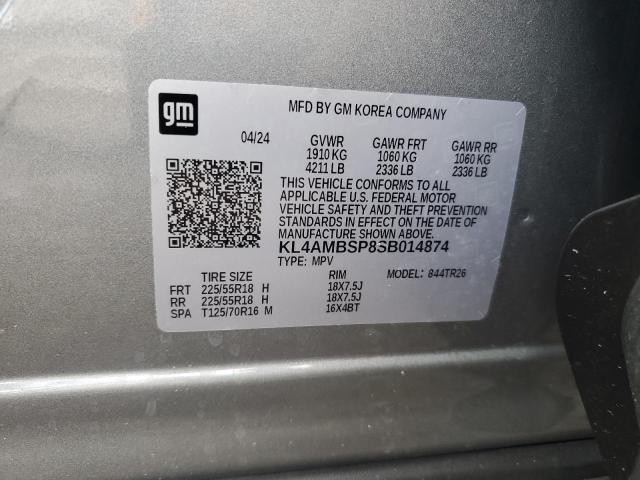 gm
MFD BY GM KOREA COMPANY
04/24 GVWR GAWR FRT GAWR RR
1910 KG 1060 KG 1060 KG
4211 LB 2336 LB 2336 LB
THIS VEHICLE CONFORMS TO ALL
APPLICABLE U.S. FEDERAL MOTOR
VEHICLE SAFETY AND THEFT PREVENTION
STANDARDS IN EFFECT ON THE DATE OF
MANUFACTURE SHOWN ABOVE.
KL4AMBSP8SB014874
TYPE: MPV MODEL: 844TR26
TIRE SIZE RIM
FRT 225/55R18 H 18X7.5J
RR 225/55R18 H 18X7.5J
SPA T125/70R16 M 16X4BT